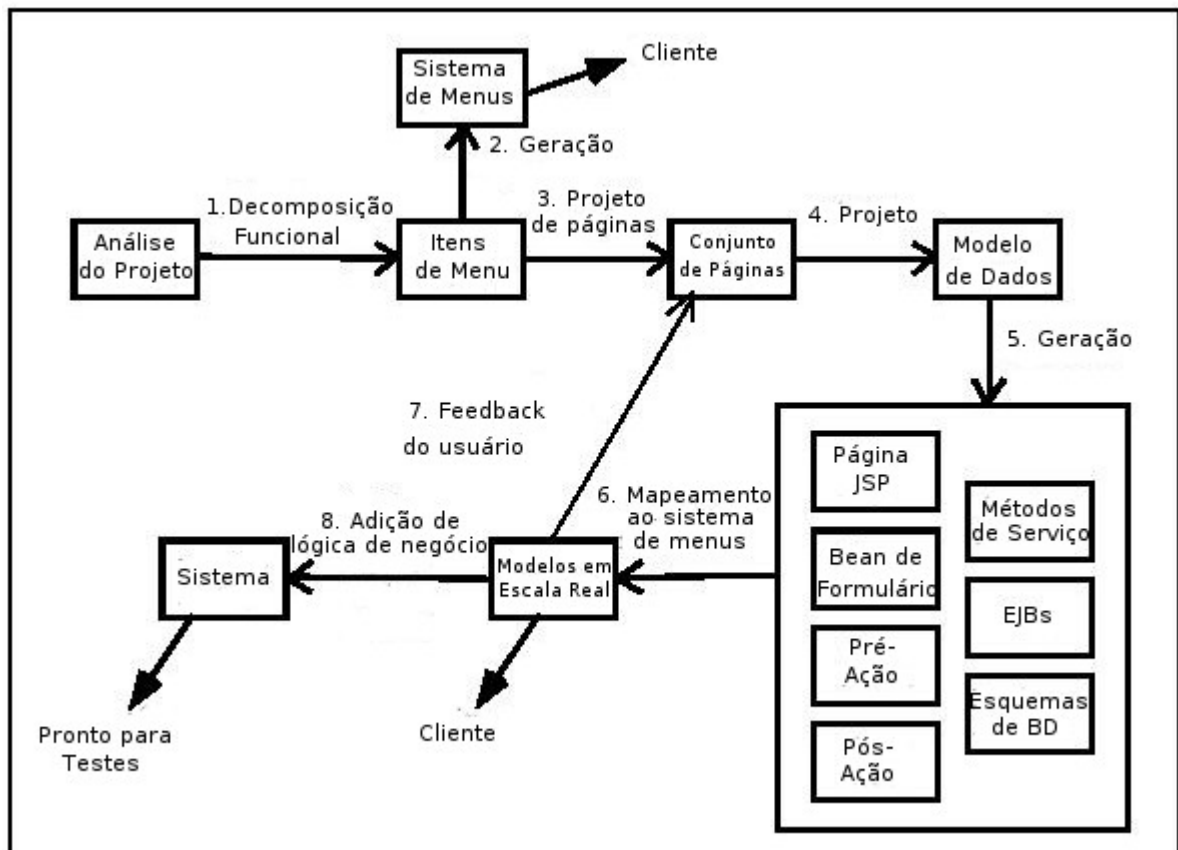 Sistema
de Menus
Cliente
2. Geração
1.Decomposição
Funcional
3. Projeto
de páginas
4. Projeto
Análise
do Projeto
Itens
de Menu
Conjunto
de Páginas
Modelo
de Dados
5. Geração
7. Feedback
do usuário
6. Mapeamento
ao sistema
de menus
8. Adição de
lógica de negócio
Sistema
Modelos em
Escala Real
Página
JSP
Bean de
Formulário
Pré-
Ação
Pós-
Ação
Métodos
de Serviço
EJBs
Esquemas
de BD
Pronto para
Testes
Cliente